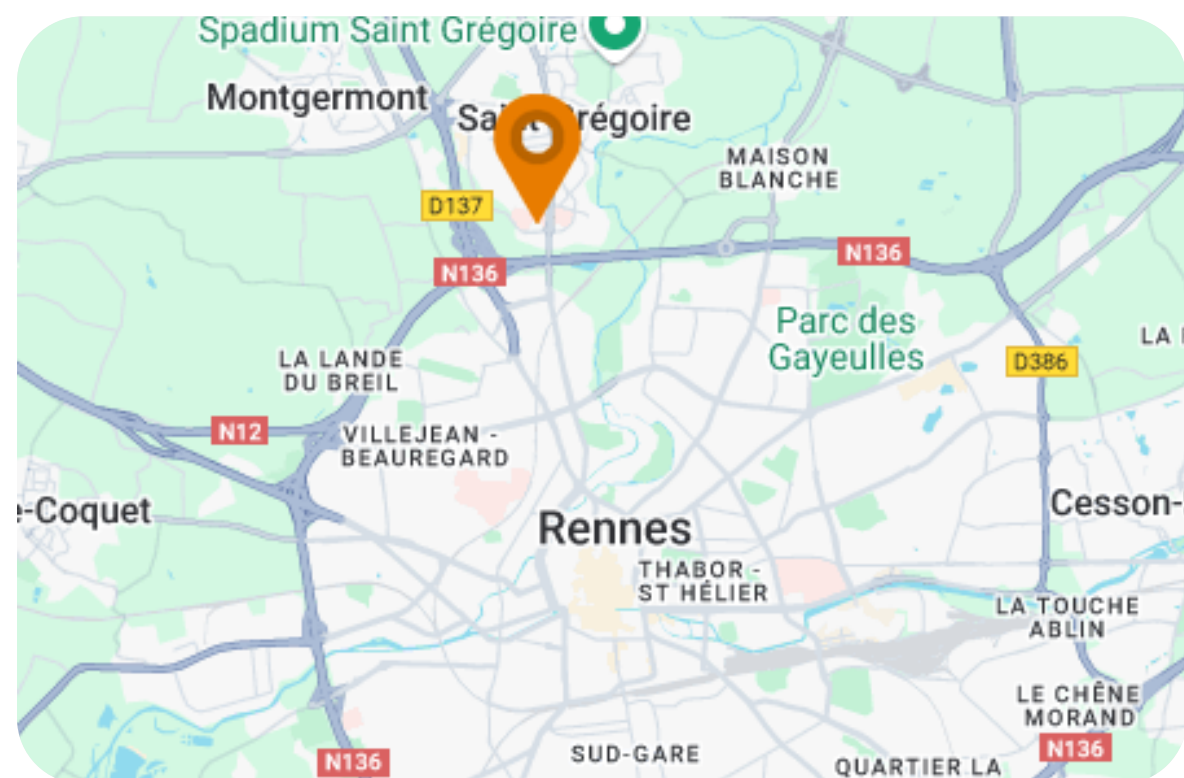 Spadium Saint Grégoire
Montgermont
Saint-Grégoire
MAISON
BLANCHE
D137
N136
N136
Parc des
Gayeulles
LA
D386
LA LANDE
DU BREIL
N12
VILLEJEAN -
BEAUREGARD
e-Coquet
Rennes
Cesson-
THABOR -
ST HÉLIER
LA TOUCHE
ABLIN
LE CHÊNE
MORAND
N136
SUD-GARE
N136
QUARTIER LA